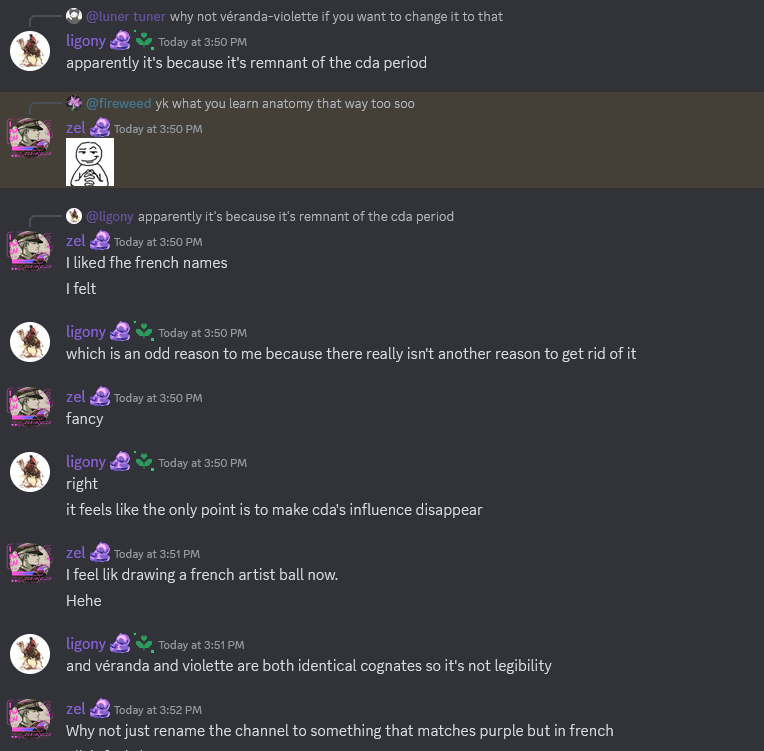 @luner tuner why not véranda-violette if you want to change it to that
ligony Today at 3:50 PM
apparently it's because it's remnant of the cda period
@fireweed yk what you learn anatomy that way too soo
zel Today at 3:50 PM
@ligony apparently it's because it's remnant of the cda period
zel Today at 3:50 PM
I liked fhe french names
I felt
ligony Today at 3:50 PM
which is an odd reason to me because there really isn't another reason to get rid of it
zel Today at 3:50 PM
fancy
ligony Today at 3:50 PM
right
it feels like the only point is to make cda's influence disappear
zel Today at 3:51 PM
I feel lik drawing a french artist ball now.
Hehe
ligony Today at 3:51 PM
and véranda and violette are both identical cognates so it's not legibility
zel Today at 3:52 PM
Why not just rename the channel to something that matches purple but in french